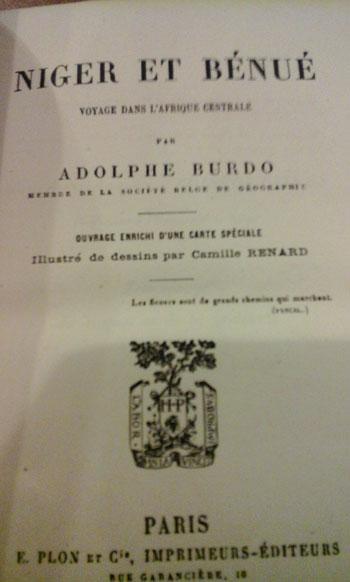 NIGER ET BÉNUÉ
VOYAGE DANS L'AFRIQUE CENTRALE
PAR
ADOLPHE BURDO
MEMBRE DE LA SOCIÉTÉ BELGE DE GÉOGRAPHIE
OUVRAGE ENRICHI D'UNE CARTE SPÉCIALE
Illustré de dessins par Camille RENARD
Les fleuves sont de grands chemins qui marchent.
(PASCAL.)
LABOR
H-P
PARIS
E. PLON ET Cie, IMPRIMEURS-ÉDITEURS
RUE GARANCIÈRE, 10